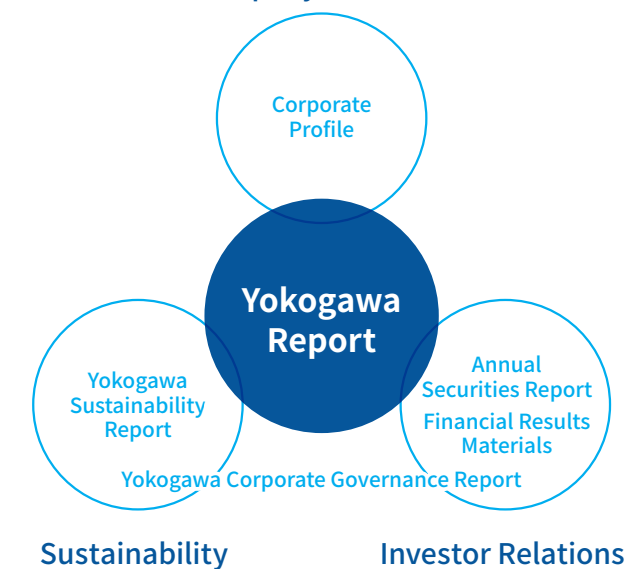 Corporate
Profile
Yokogawa
Report
Yokogawa
Sustainability
Report
Annual
Securities Report
Financial Results
Materials
Yokogawa Corporate Governance Report
Sustainability
Investor Relations